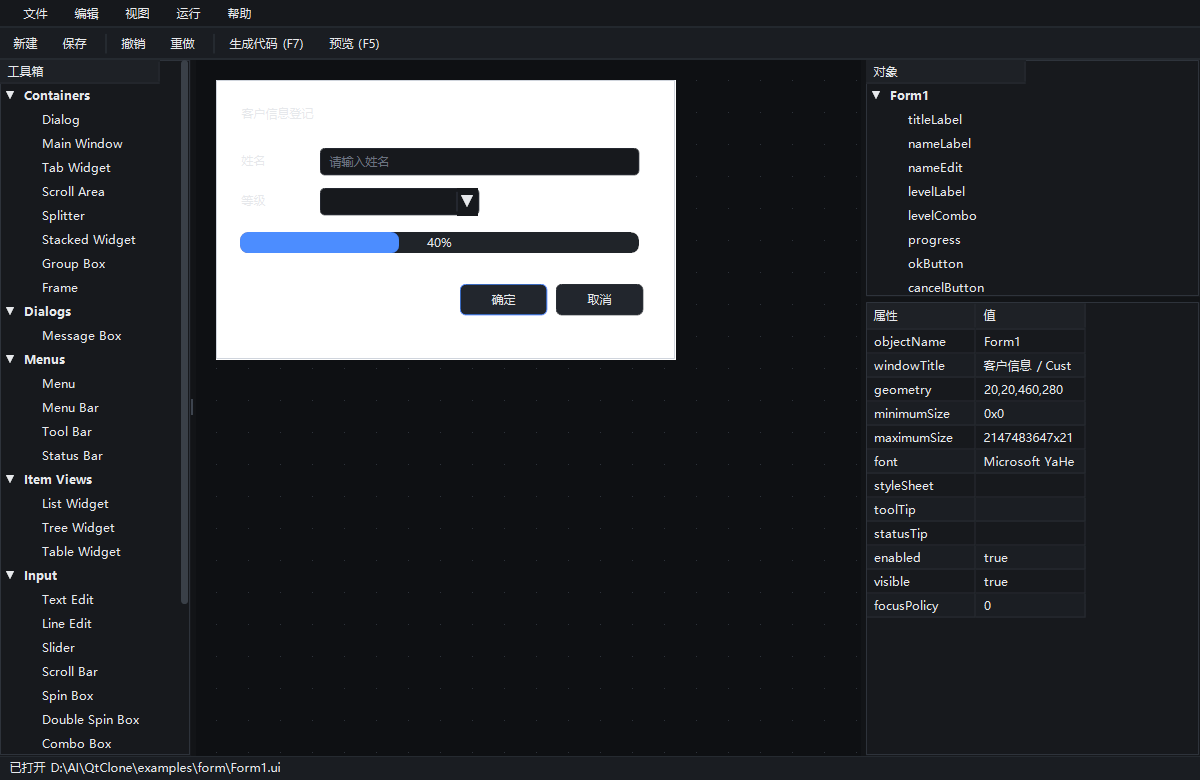 文件 编辑 视图 运行 帮助
新建 保存 撤销 重做 生成代码 (F7) 预览 (F5)
工具箱
Containers
Dialog
Main Window
Tab Widget
Scroll Area
Splitter
Stacked Widget
Group Box
Frame
Dialogs
Message Box
Menus
Menu
Menu Bar
Tool Bar
Status Bar
Item Views
List Widget
Tree Widget
Table Widget
Input
Text Edit
Line Edit
Slider
Scroll Bar
Spin Box
Double Spin Box
Combo Box
客户信息登记
姓名 请输入姓名
等级
40%
确定 取消
对象
Form1
titleLabel
nameLabel
nameEdit
levelLabel
levelCombo
progress
okButton
cancelButton
属性 值
objectName Form1
windowTitle 客户信息 / Cust
geometry 20,20,460,280
minimumSize 0x0
maximumSize 2147483647x21
font Microsoft YaHe
styleSheet
toolTip
statusTip
enabled true
visible true
focusPolicy 0
已打开 D:\AI\QtClone\examples\form\Form1.ui